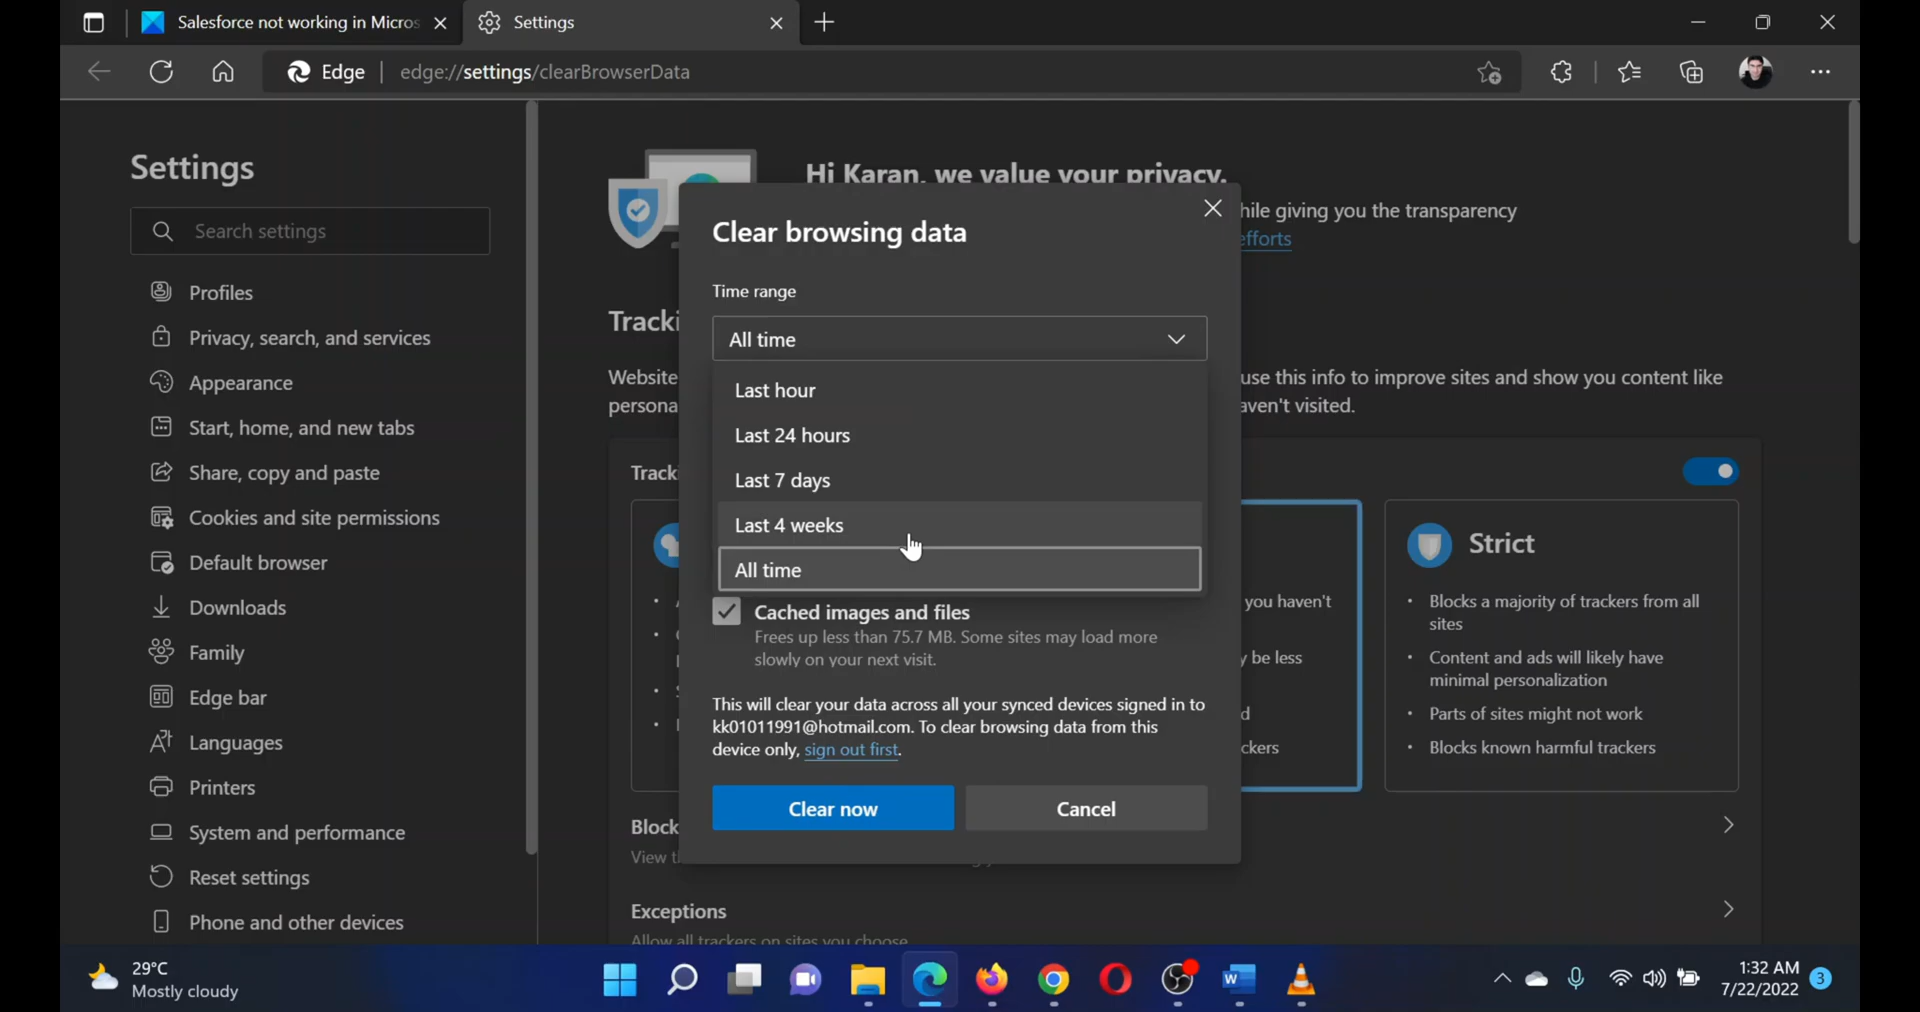 Salesforce not working in Micros
Settings
Edge
edge://settings/clearBrowserData
Settings
Search settings
Profiles
Privacy, search, and services
Appearance
Start, home, and new tabs
Share, copy and paste
Cookies and site permissions
Default browser
Downloads
Family
Edge bar
Languages
Printers
System and performance
Reset settings
Phone and other devices
Hi Karan, we value your privacy.
hile giving you the transparency
efforts
Tracki
Website
use this info to improve sites and show you content like
persona
aven't visited.
Tracki
Clear browsing data
Time range
All time
Last hour
Last 24 hours
Last 7 days
Last 4 weeks
All time
Cached images and files
Frees up less than 75.7 MB. Some sites may load more
slowly on your next visit.
This will clear your data across all your synced devices signed in to
kk01011991@hotmail.com. To clear browsing data from this
device only, sign out first.
Clear now
Cancel
you haven't
y be less
d
ckers
Strict
Blocks a majority of trackers from all
sites
Content and ads will likely have
minimal personalization
Parts of sites might not work
Blocks known harmful trackers
Block
View t
Exceptions
Allow all trackers on sites you choose
29°C
Mostly cloudy
1:32 AM
7/22/2022
3